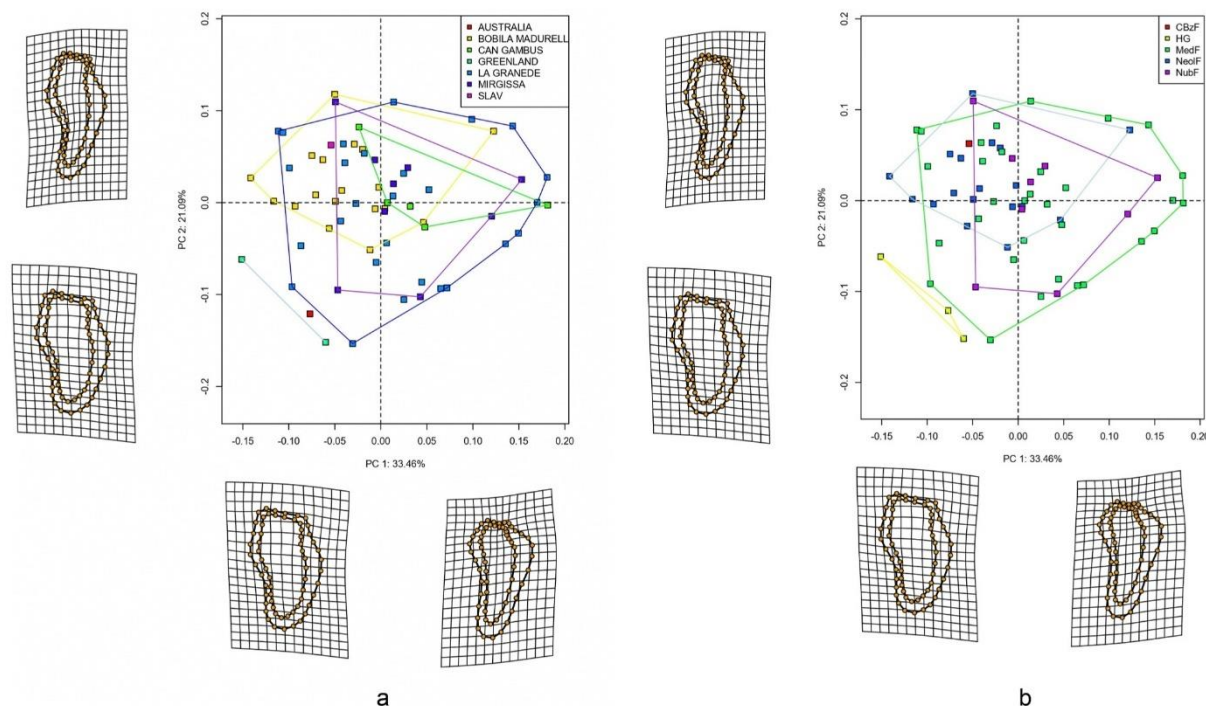 AUSTRALIA
BOBILA MADURELL
CAN GAMBUS
GREENLAND
LA GRANEDE
MIRGISSA
SLAV
0.2
0.1
0.0
-0.1
-0.2
PC 2: 21.09%
-0.15 -0.10 -0.05 0.00 0.05 0.10 0.15 0.20
PC 1: 33.46%
a
CBzF
HG
MedF
NeolF
NubF
0.2
0.1
0.0
-0.1
-0.2
PC 2: 21.09%
-0.15 -0.10 -0.05 0.00 0.05 0.10 0.15 0.20
PC 1: 33.46%
b